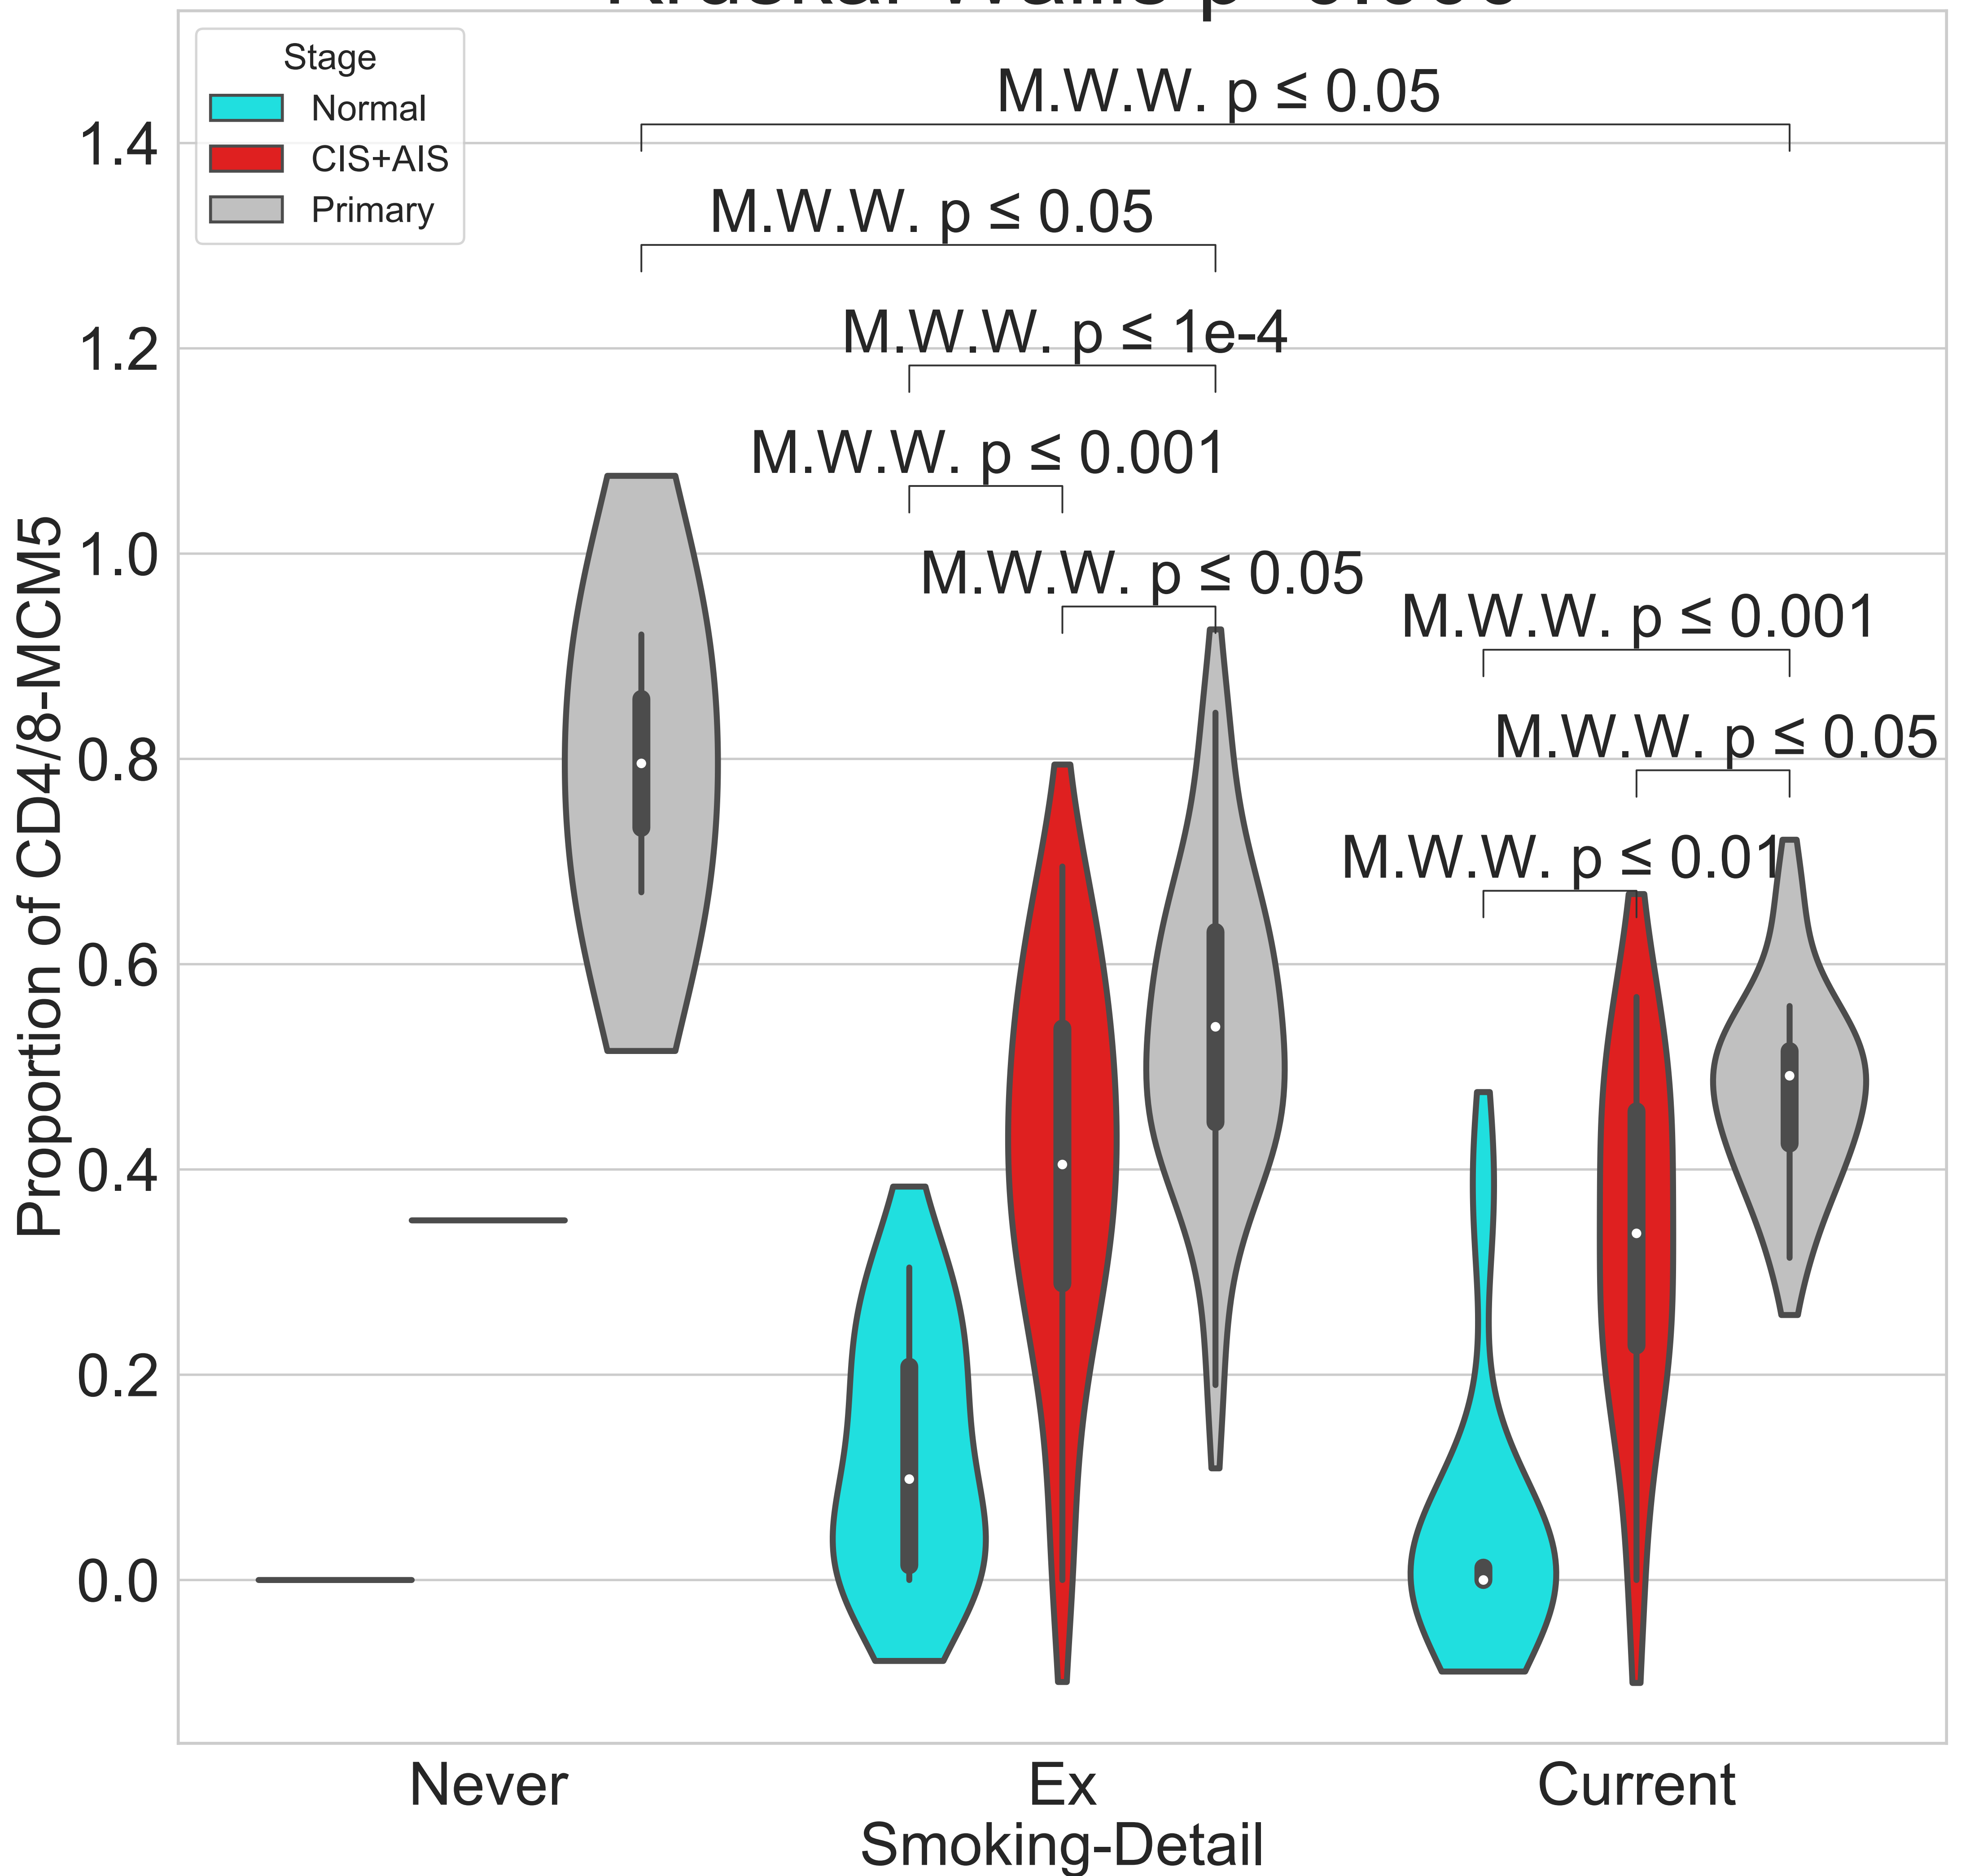 Stage
Normal
CIS+AIS
Primary
M.W.W. p ≤ 0.05
M.W.W. p ≤ 0.05
M.W.W. p ≤ 1e-4
M.W.W. p ≤ 0.001
M.W.W. p ≤ 0.05
M.W.W. p ≤ 0.001
M.W.W. p ≤ 0.05
M.W.W. p ≤ 0.01
1.4
1.2
1.0
0.8
0.6
0.4
0.2
0.0
Proportion of CD4/8-MCM5
Never
Ex
Current
Smoking-Detail